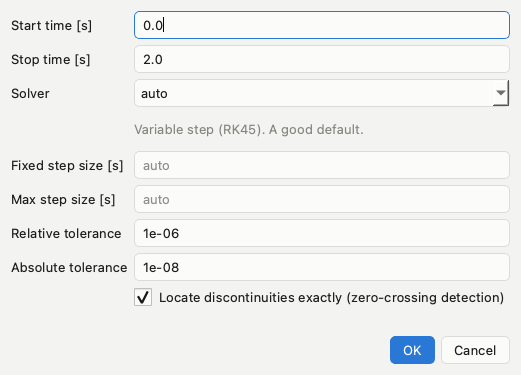 Start time [s] 0.0
Stop time [s] 2.0
Solver auto
Variable step (RK45). A good default.
Fixed step size [s] auto
Max step size [s] auto
Relative tolerance 1e-06
Absolute tolerance 1e-08
Locate discontinuities exactly (zero-crossing detection)
OK Cancel